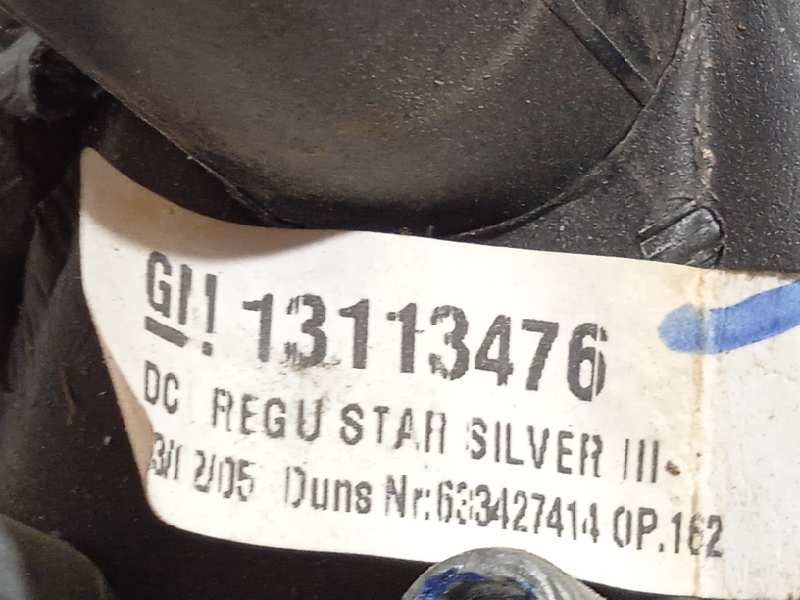 GM 13113476
DC REGU STAR SILVER III
2/05 Duns Nr:633427414 OP.162